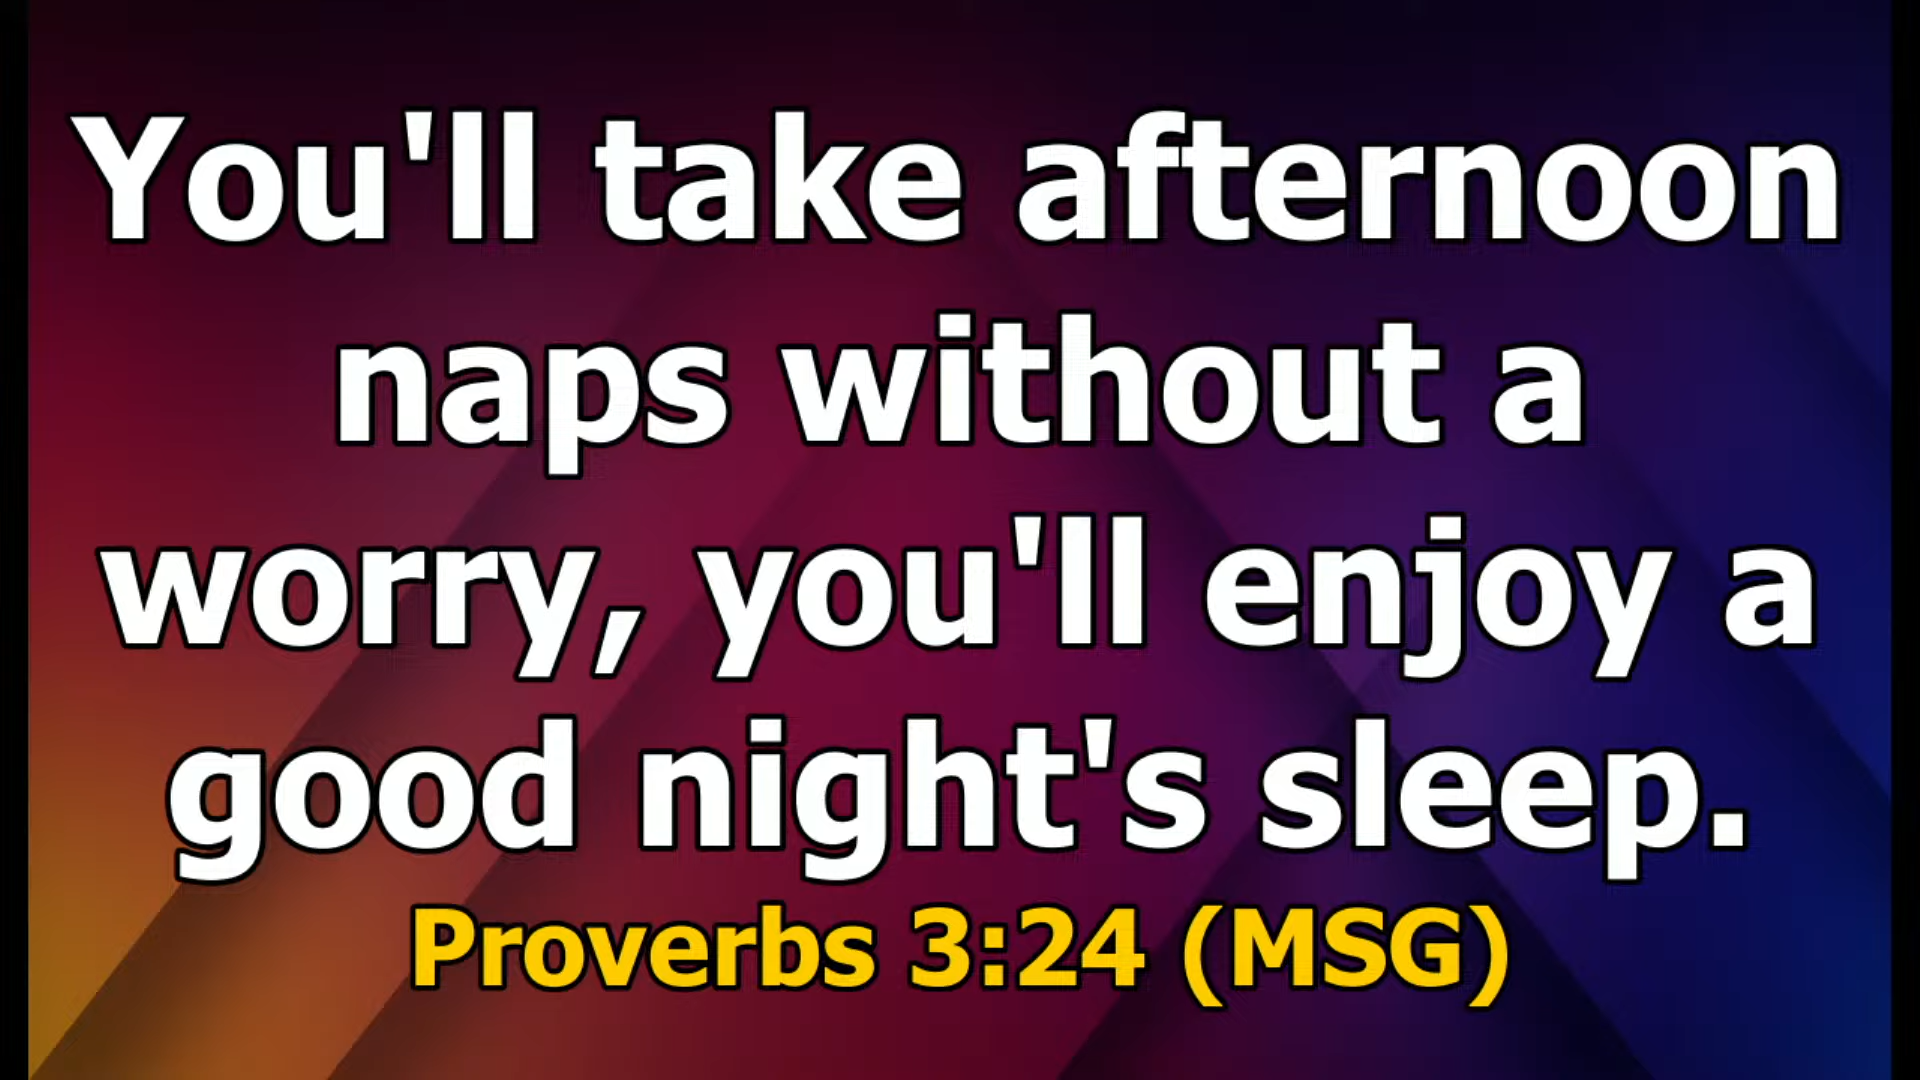 You'll take afternoon
naps without a
worry, you'll enjoy a
good night's sleep.
Proverbs 3:24 (MSG)